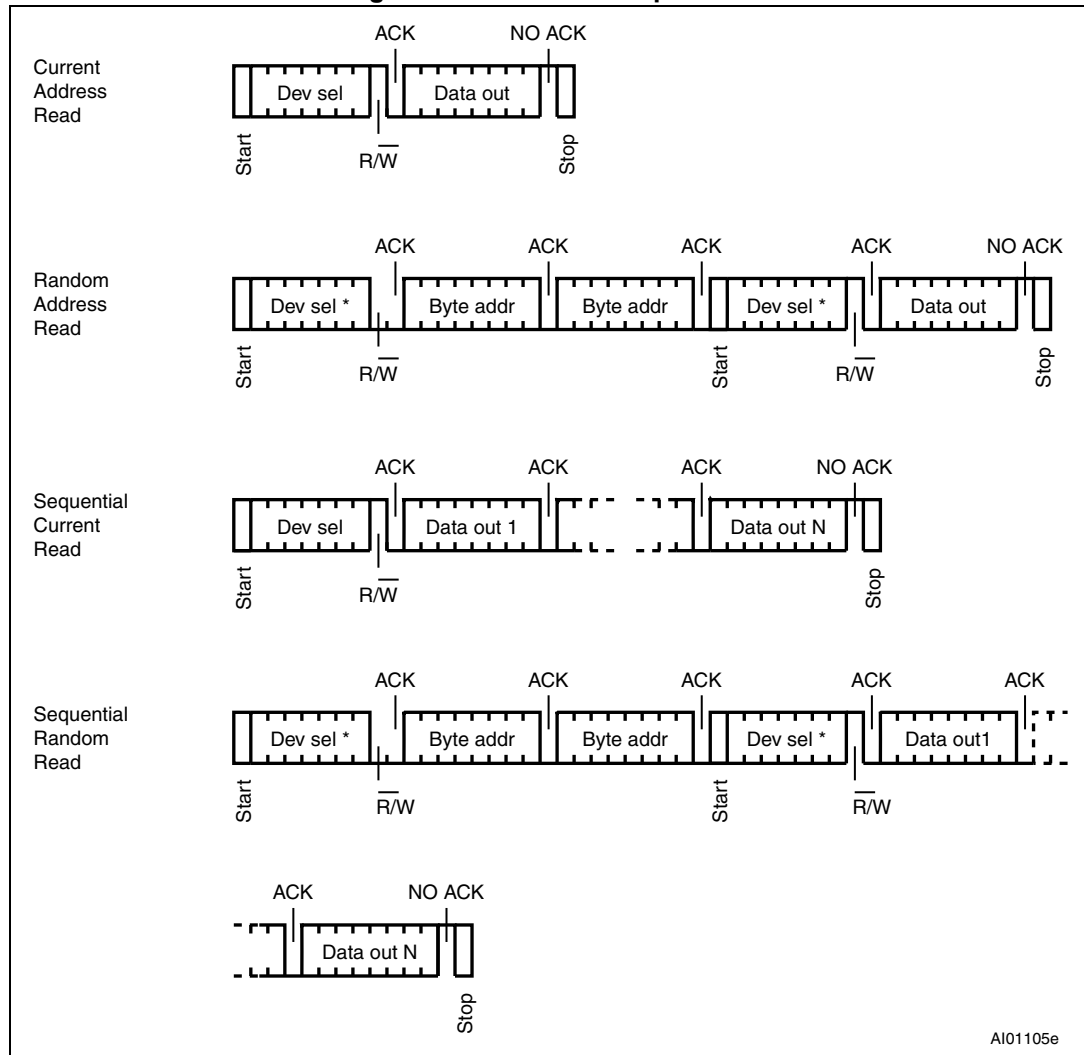 ACK NO ACK
Current
Address
Read
Dev sel Data out
Start R/W Stop
ACK ACK ACK ACK NO ACK
Random
Address
Read
Dev sel * Byte addr Byte addr Dev sel * Data out
Start R/W Start R/W Stop
ACK ACK ACK NO ACK
Sequential
Current
Read
Dev sel Data out 1 Data out N
Start R/W Stop
ACK ACK ACK ACK ACK
Sequential
Random
Read
Dev sel * Byte addr Byte addr Dev sel * Data out1
Start R/W Start R/W
ACK NO ACK
Data out N
Stop
AI01105e